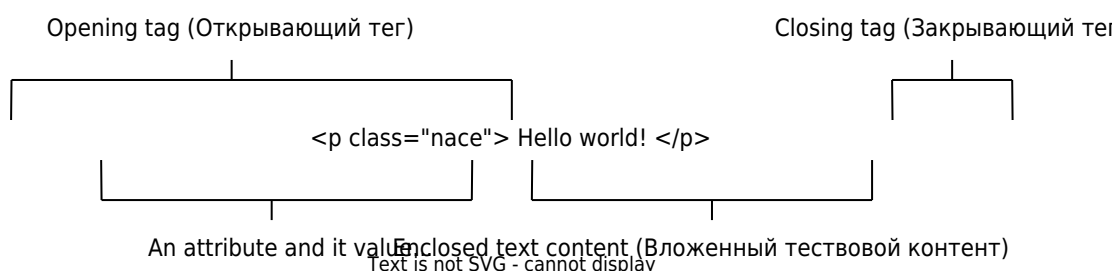 Opening tag (Открывающий тег)
Closing tag (Закрывающий тег
<p class="nace"> Hello world! </p>
An attribute and it value...
Enclosed text content (Вложенный тествовой контент)
Text is not SVG - cannot display